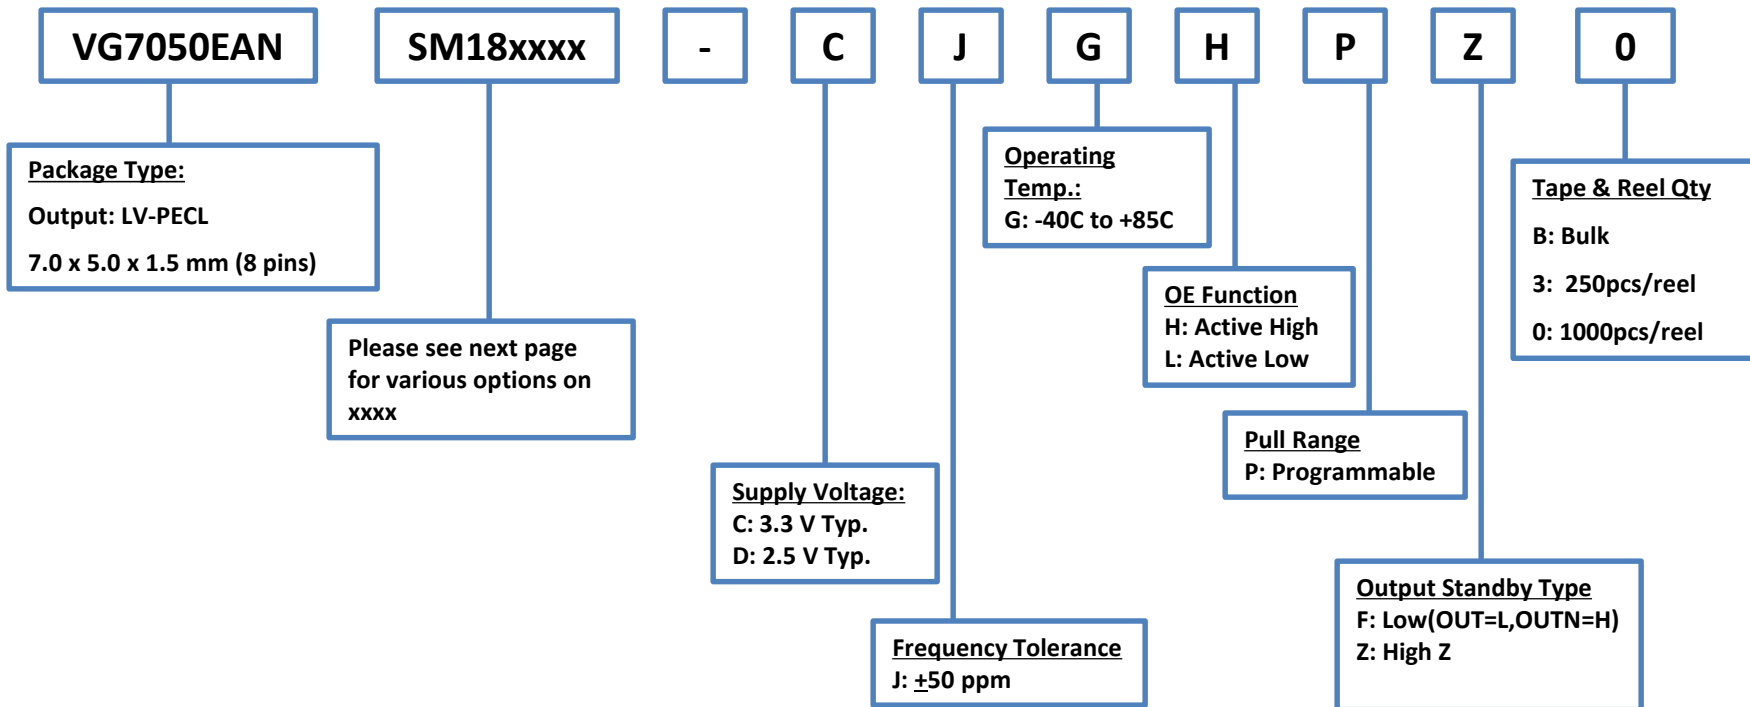 VG7050EAN SM18xxxx - C J G H P Z 0
Package Type:
Output: LV-PECL
7.0 x 5.0 x 1.5 mm (8 pins)
Please see next page
for various options on
xxxx
Supply Voltage:
C: 3.3 V Typ.
D: 2.5 V Typ.
Frequency Tolerance
J: ±50 ppm
Operating
Temp.:
G: -40C to +85C
OE Function
H: Active High
L: Active Low
Pull Range
P: Programmable
Output Standby Type
F: Low(OUT=L,OUTN=H)
Z: High Z
Tape & Reel Qty
B: Bulk
3: 250pcs/reel
0: 1000pcs/reel